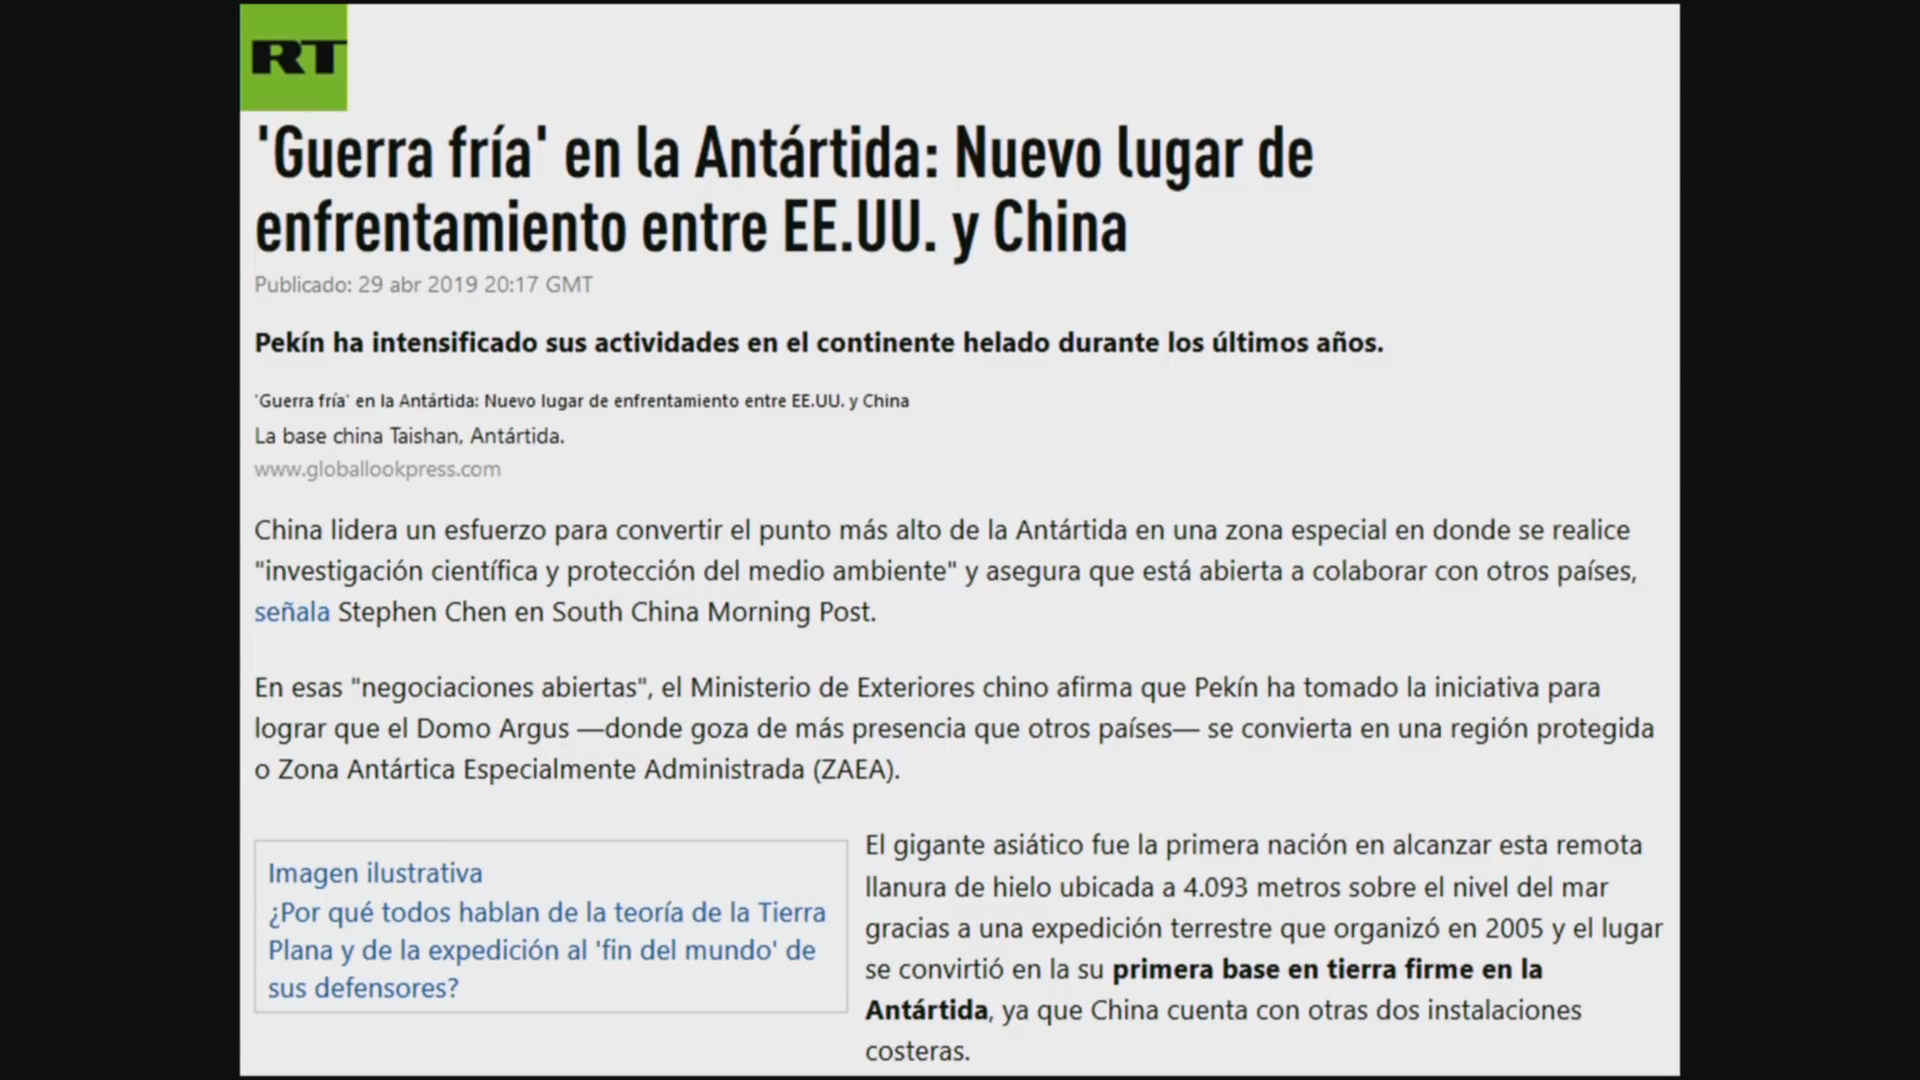 RT
'Guerra fría' en la Antártida: Nuevo lugar de
enfrentamiento entre EE.UU. y China
Publicado: 29 abr 2019 20:17 GMT
Pekín ha intensificado sus actividades en el continente helado durante los últimos años.
'Guerra fría' en la Antártida: Nuevo lugar de enfrentamiento entre EE.UU. y China
La base china Taishan, Antártida.
www.globallookpress.com
China lidera un esfuerzo para convertir el punto más alto de la Antártida en una zona especial en donde se realice
"investigación científica y protección del medio ambiente" y asegura que está abierta a colaborar con otros países,
señala Stephen Chen en South China Morning Post.
En esas "negociaciones abiertas", el Ministerio de Exteriores chino afirma que Pekín ha tomado la iniciativa para
lograr que el Domo Argus —donde goza de más presencia que otros países— se convierta en una región protegida
o Zona Antártica Especialmente Administrada (ZAEA).
Imagen ilustrativa
¿Por qué todos hablan de la teoría de la Tierra
Plana y de la expedición al 'fin del mundo' de
sus defensores?
El gigante asiático fue la primera nación en alcanzar esta remota
llanura de hielo ubicada a 4.093 metros sobre el nivel del mar
gracias a una expedición terrestre que organizó en 2005 y el lugar
se convirtió en la su primera base en tierra firme en la
Antártida, ya que China cuenta con otras dos instalaciones
costeras.